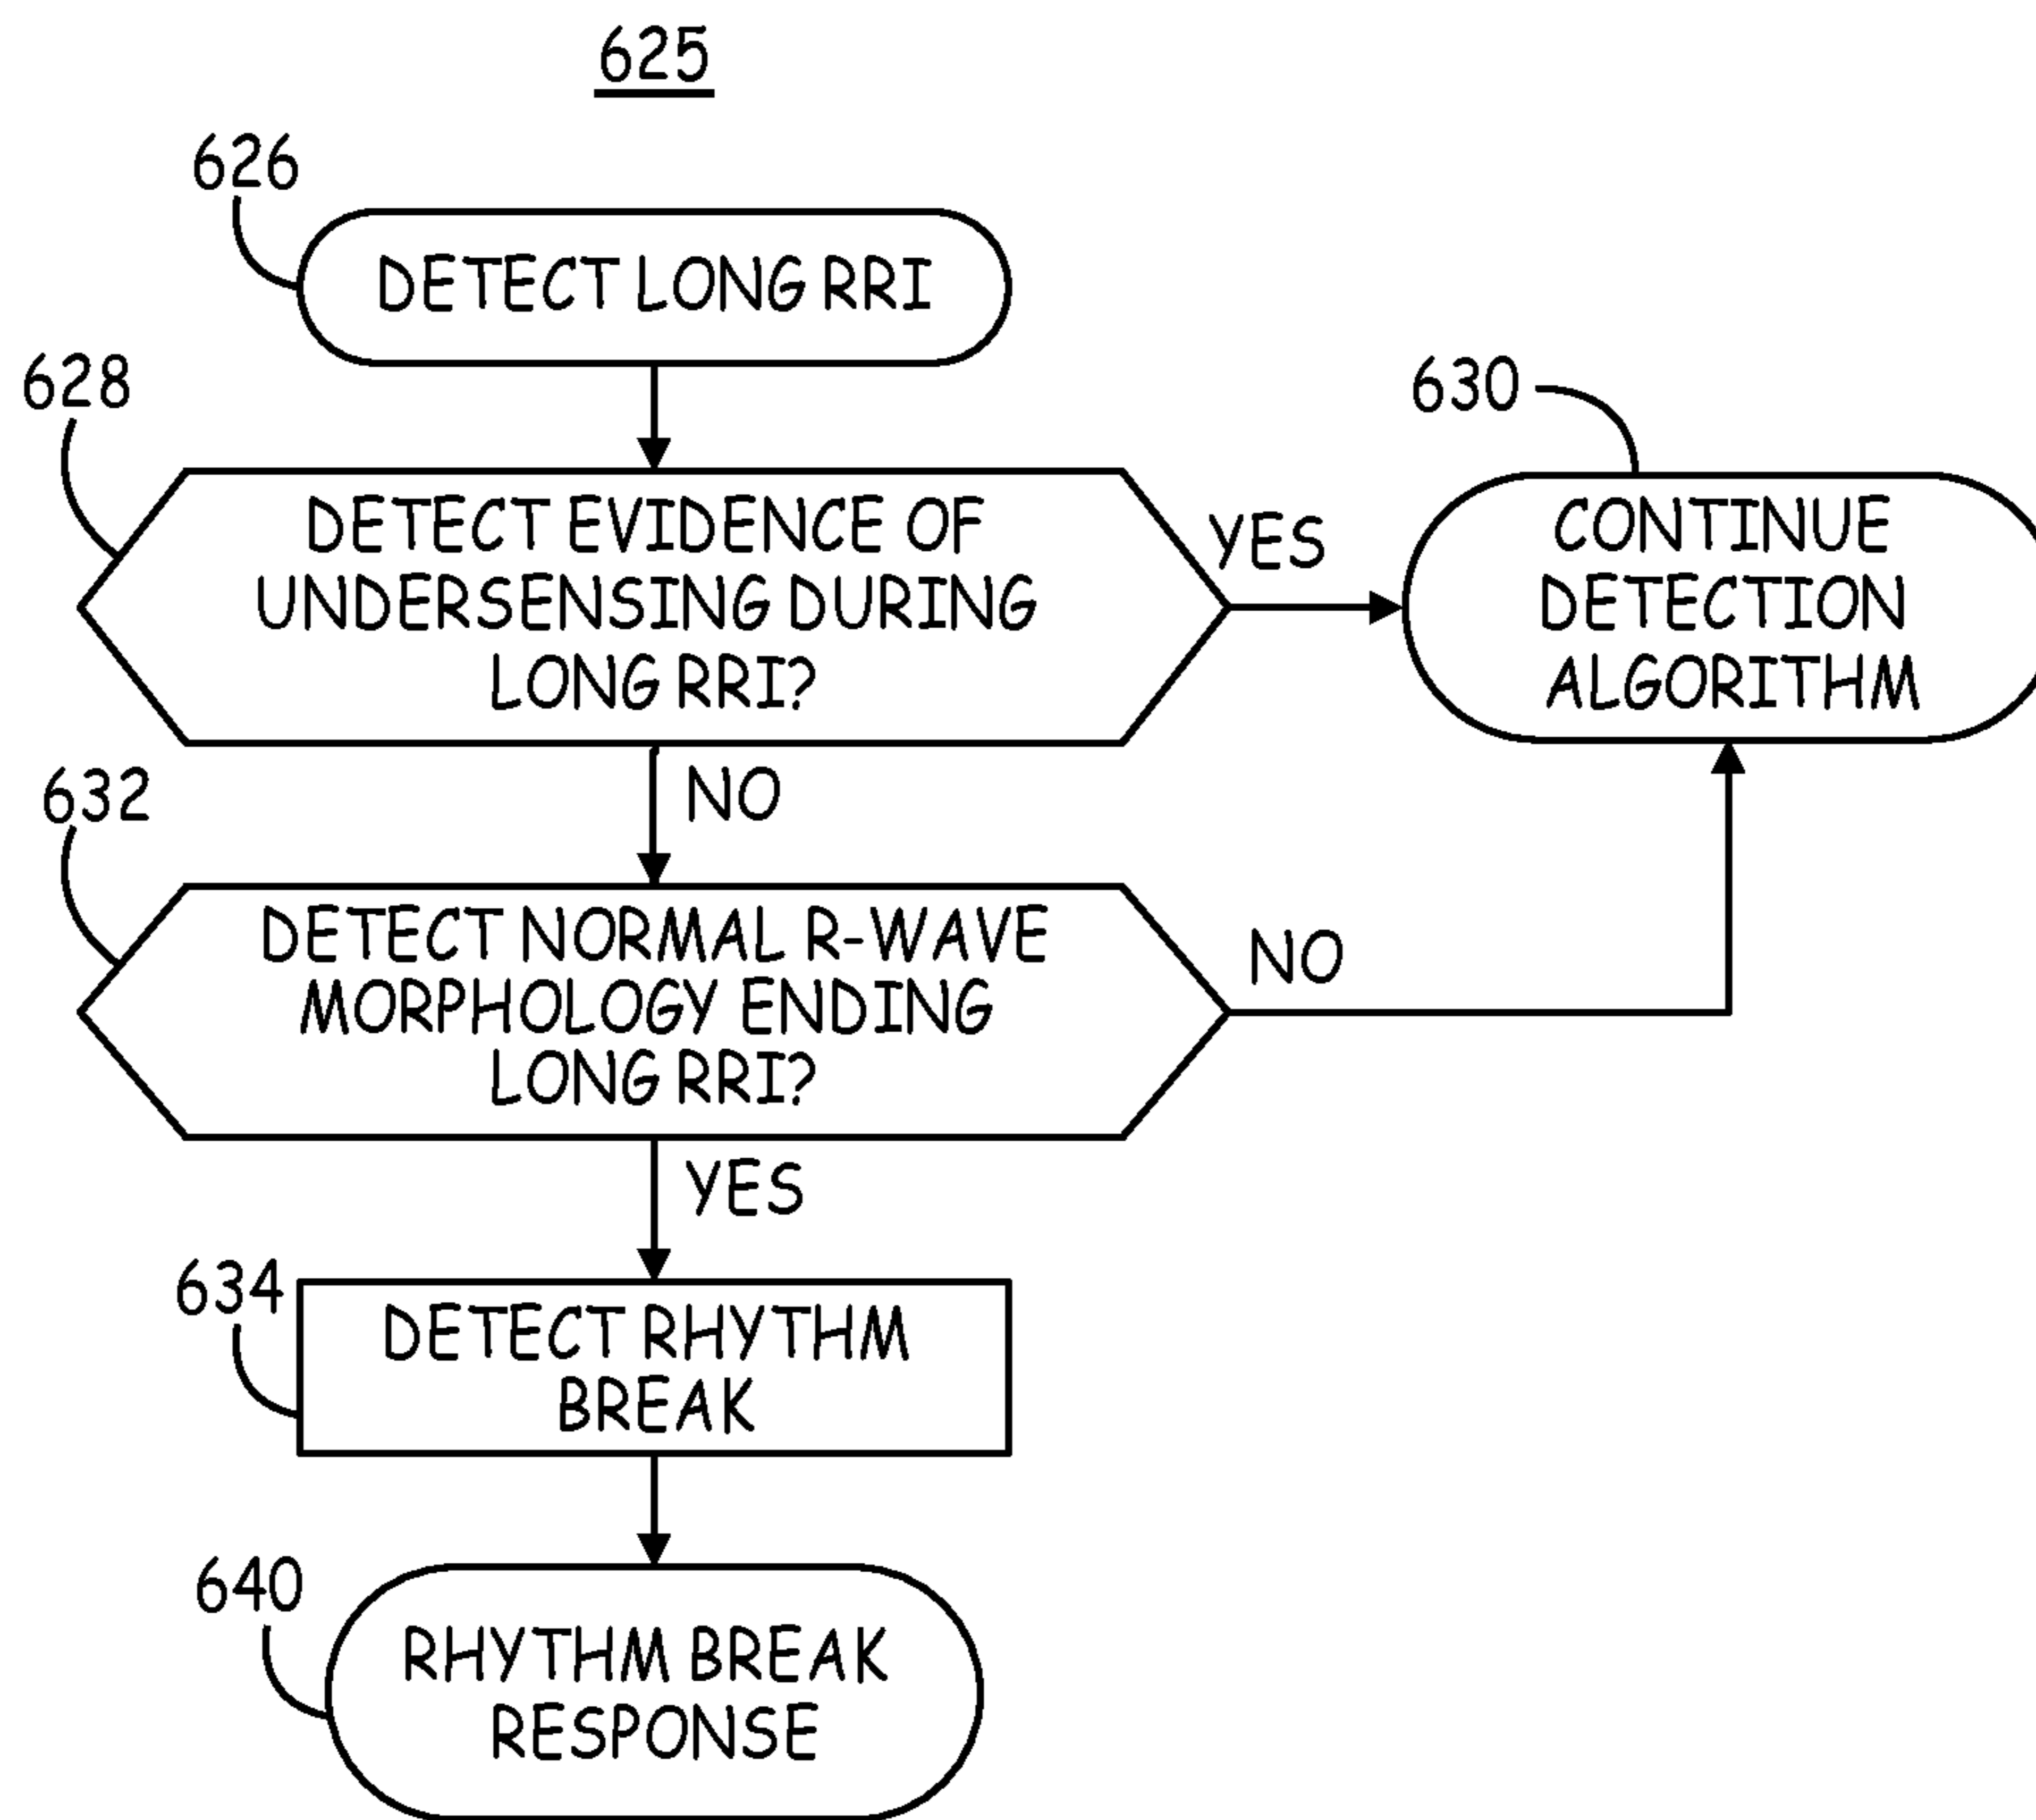 625
626
DETECT LONG RRI
628
DETECT EVIDENCE OF
UNDERSENSING DURING
LONG RRI?
YES
630
CONTINUE
DETECTION
ALGORITHM
NO
632
DETECT NORMAL R-WAVE
MORPHOLOGY ENDING
LONG RRI?
NO
YES
634
DETECT RHYTHM
BREAK
640
RHYTHM BREAK
RESPONSE